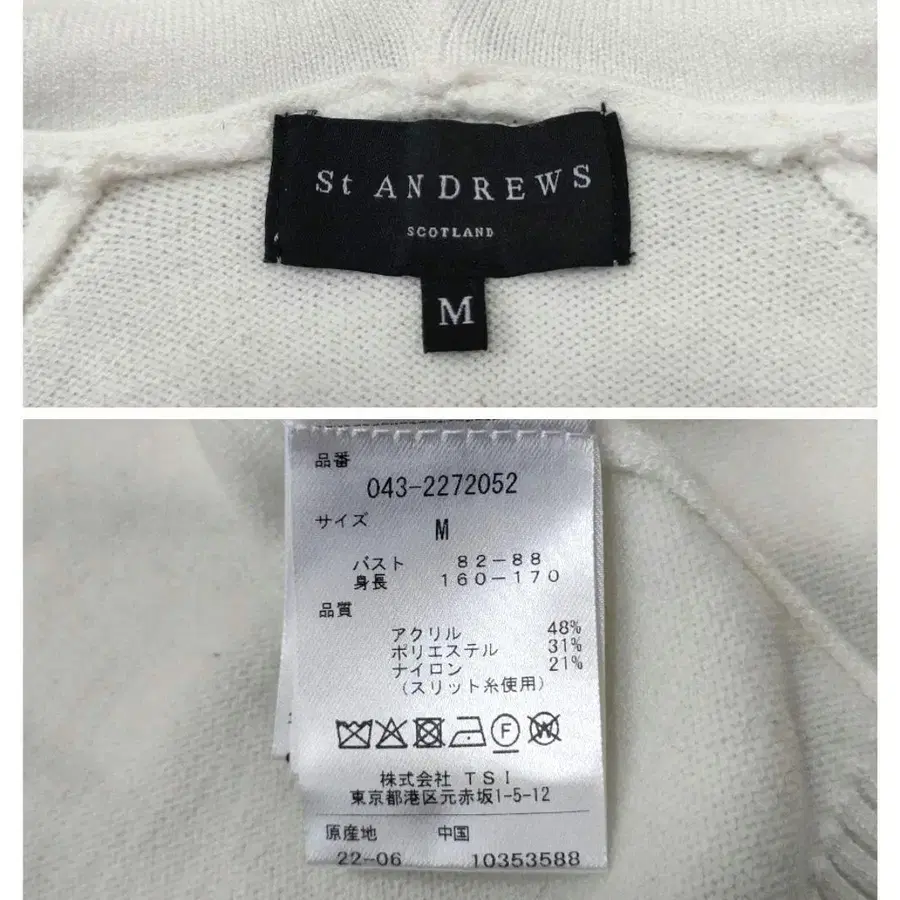 St ANDREWS
SCOTLAND
M
品番
043-2272052
サイズ
M
バスト 82-88
身長 160-170
品質
アクリル 48%
ポリエステル 31%
ナイロン 21%
(スリット糸使用)
F W
株式会社 TSI
東京都港区元赤坂1-5-12
原産地 中国
22-06 10353588